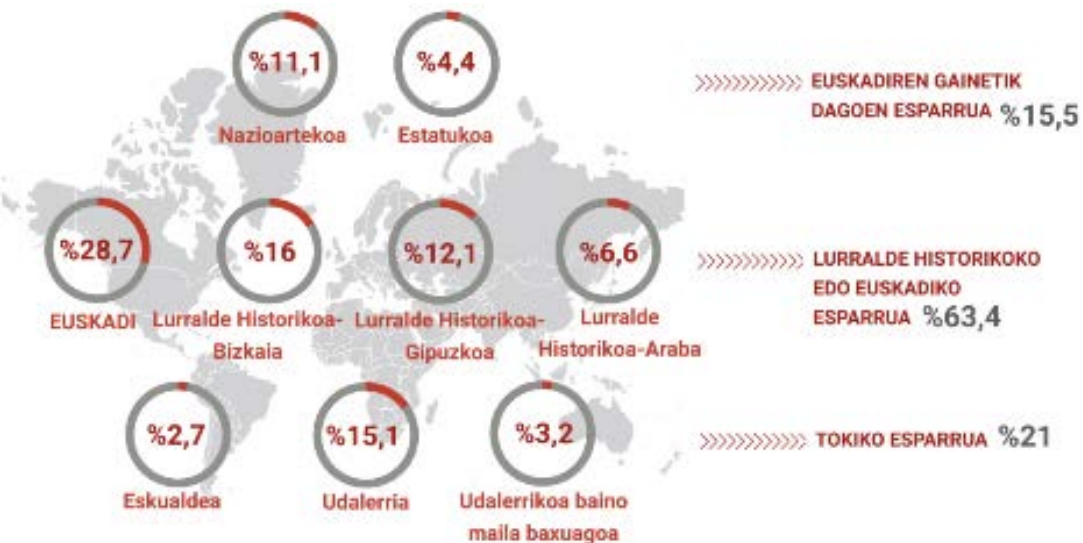 %11,1
Nazioartekoa
%4,4
Estatukoa
EUSKADIREN GAINETIK
DAGOEN ESPARRUA %15,5
%28,7
EUSKADI
%16
Lurralde Historikoa-
Bizkaia
%12,1
Lurralde Historikoa-
Gipuzkoa
%6,6
Lurralde
Historikoa-Araba
LURRALDE HISTORIKOKO
EDO EUSKADIKO
ESPARRUA %63,4
%2,7
Eskualdea
%15,1
Udalerria
%3,2
Udalerrikoa baino
maila baxuagoa
TOKIKO ESPARRUA %21